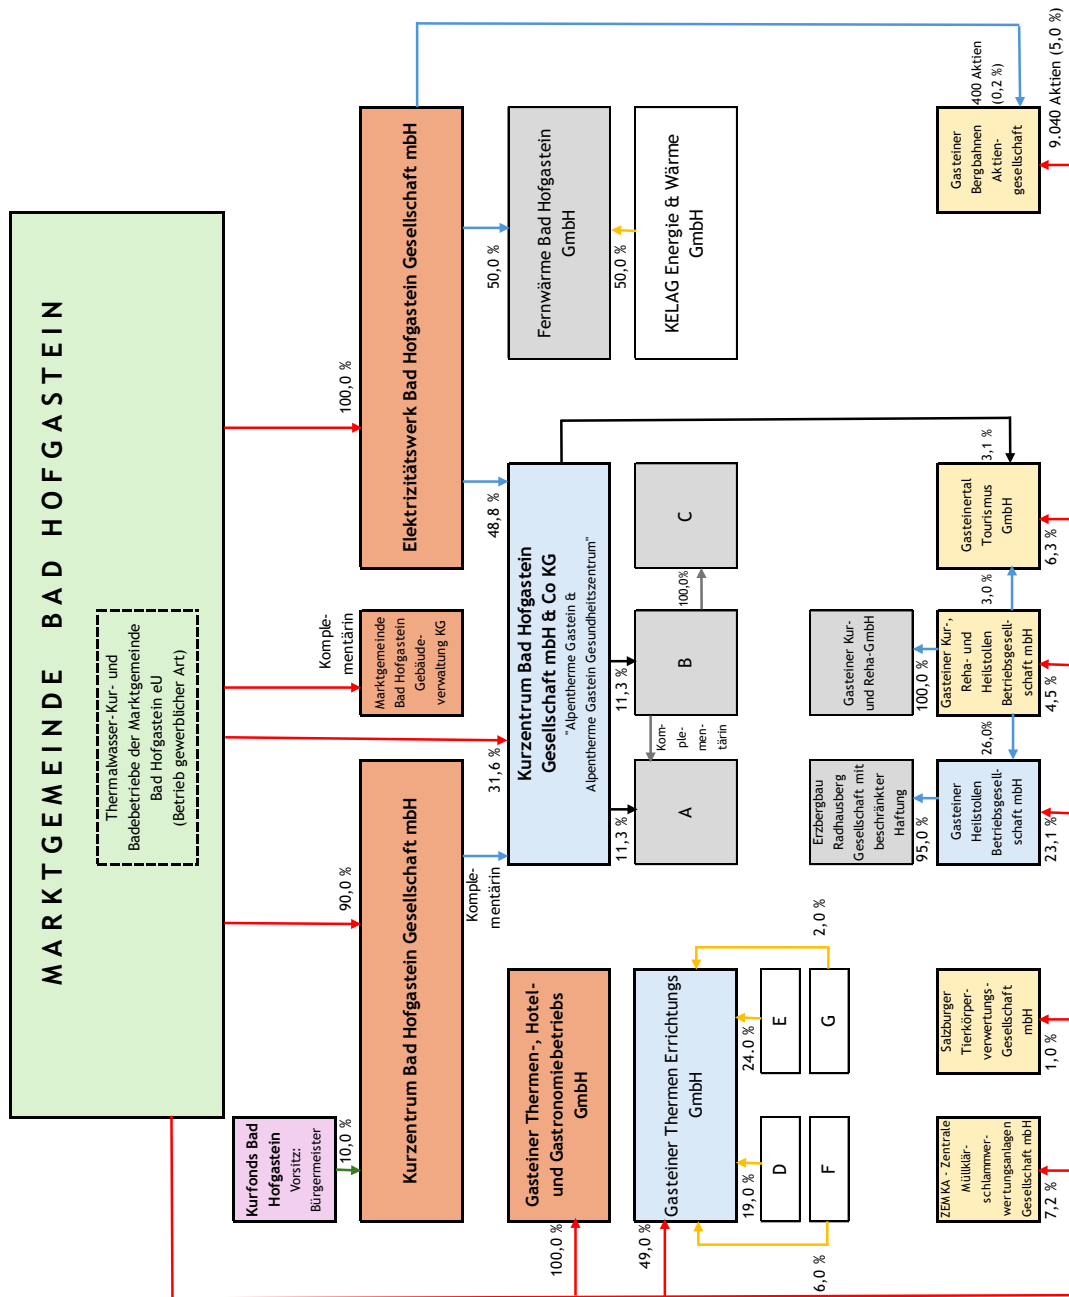 MARKTGEMEINDE BAD HOFGASTEIN
Thermalwasser-Kur- und
Badebetriebe der Marktgemeinde
Bad Hofgastein eU
(Betrieb gewerblicher Art)
Kurfonds Bad
Hofgastein
Vorsitz:
Bürgermeister
10,0 %
90,0 %
Komple-
mentärin
100,0 %
Kurzentrum Bad Hofgastein Gesellschaft mbH
Marktgemeinde
Bad Hofgastein
Gebäude-
verwaltung KG
Elektrizitätswerk Bad Hofgastein Gesellschaft mbH
100,0 %
Komple-
mentärin
31,6 %
48,8 %
50,0 %
Gasteiner Thermen-, Hotel-
und Gastronomiebetriebs
GmbH
Kurzentrum Bad Hofgastein
Gesellschaft mbH & Co KG
"Alpentherme Gastein &
Alpentherme Gastein Gesundheitszentrum"
Fernwärme Bad Hofgastein
GmbH
49,0 %
11,3 %
11,3 %
50,0 %
Gasteiner Thermen Errichtungs
GmbH
A
Kom-
ple-
men-
tärin
B
100,0%
C
KELAG Energie & Wärme
GmbH
19,0 %
24.0 %
D
E
6,0 %
F
G
2,0 %
Erzbergbau
Radhausberg
Gesellschaft mit
beschränkter
Haftung
Gasteiner Kur-
und Reha-GmbH
95,0 %
100,0 %
ZEMKA - Zentrale
Müllklär-
schlammver-
wertungsanlagen
Gesellschaft mbH
7,2 %
Salzburger
Tierkörper-
verwertungs-
Gesellschaft
mbH
1,0 %
Gasteiner
Heilstollen
Betriebsgesell-
schaft mbH
23,1 %
26,0%
Gasteiner Kur-,
Reha- und
Heilstollen
Betriebsgesell-
schaft mbH
4,5 %
3,0 %
Gasteinertal
Tourismus
GmbH
6,3 %
3,1 %
Gasteiner
Bergbahnen
Aktien-
gesellschaft
400 Aktien
(0,2 %)
9.040 Aktien (5,0 %)